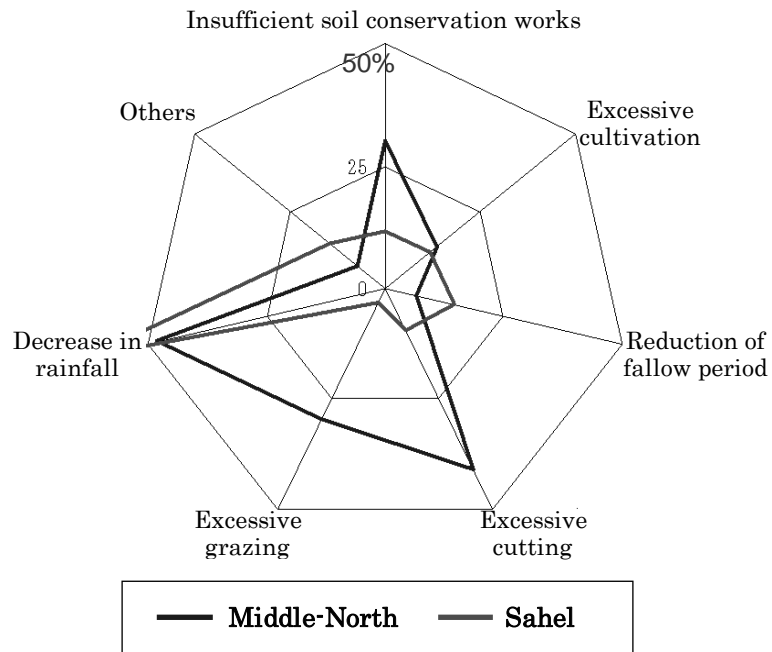 Insufficient soil conservation works
50%
Others
Excessive
cultivation
25
0
Decrease in
rainfall
Reduction of
fallow period
Excessive
grazing
Excessive
cutting
Middle-North
Sahel